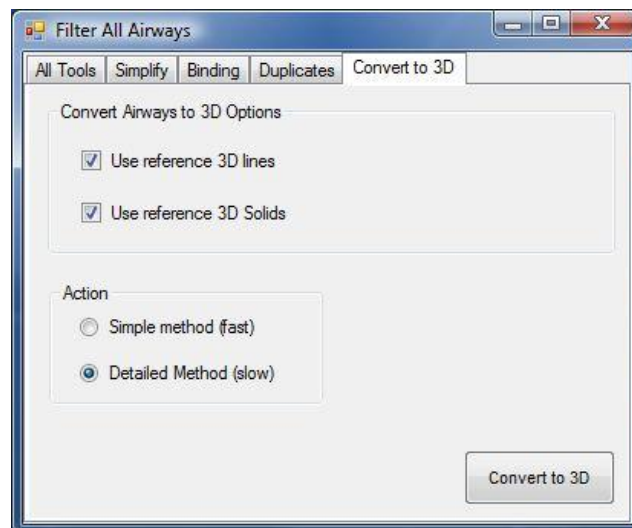 Filter All Airways
All Tools Simplify Binding Duplicates Convert to 3D
Convert Airways to 3D Options
Use reference 3D lines
Use reference 3D Solids
Action
Simple method (fast)
Detailed Method (slow)
Convert to 3D